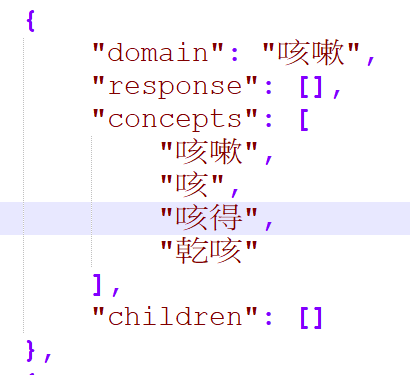 {
"domain": "咳嗽",
"response": [],
"concepts": [
"咳嗽",
"咳",
"咳得",
"乾咳"
],
"children": []
},